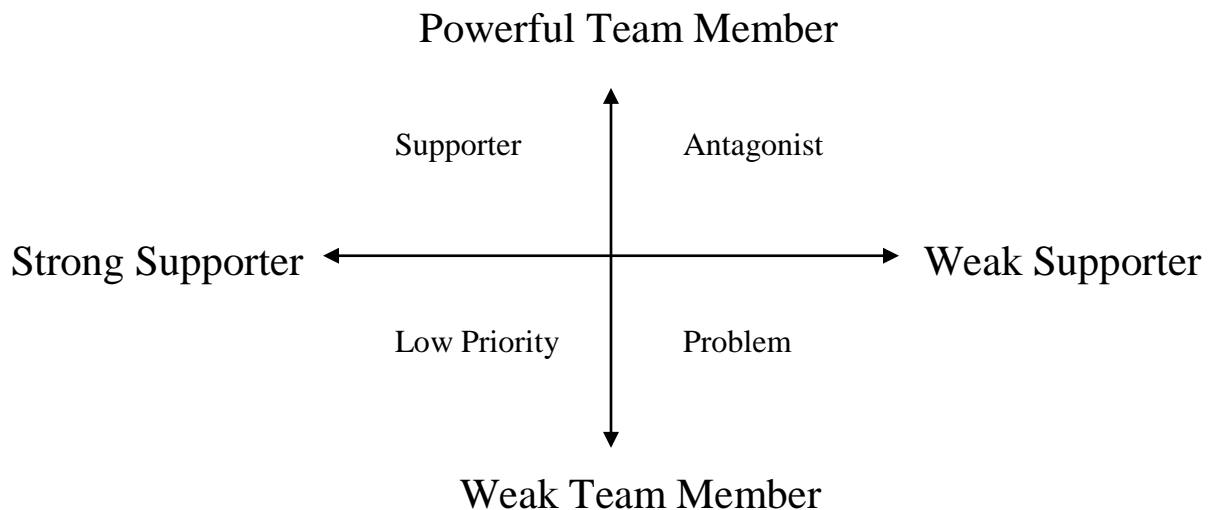 Powerful Team Member
Supporter Antagonist
Strong Supporter Weak Supporter
Low Priority Problem
Weak Team Member